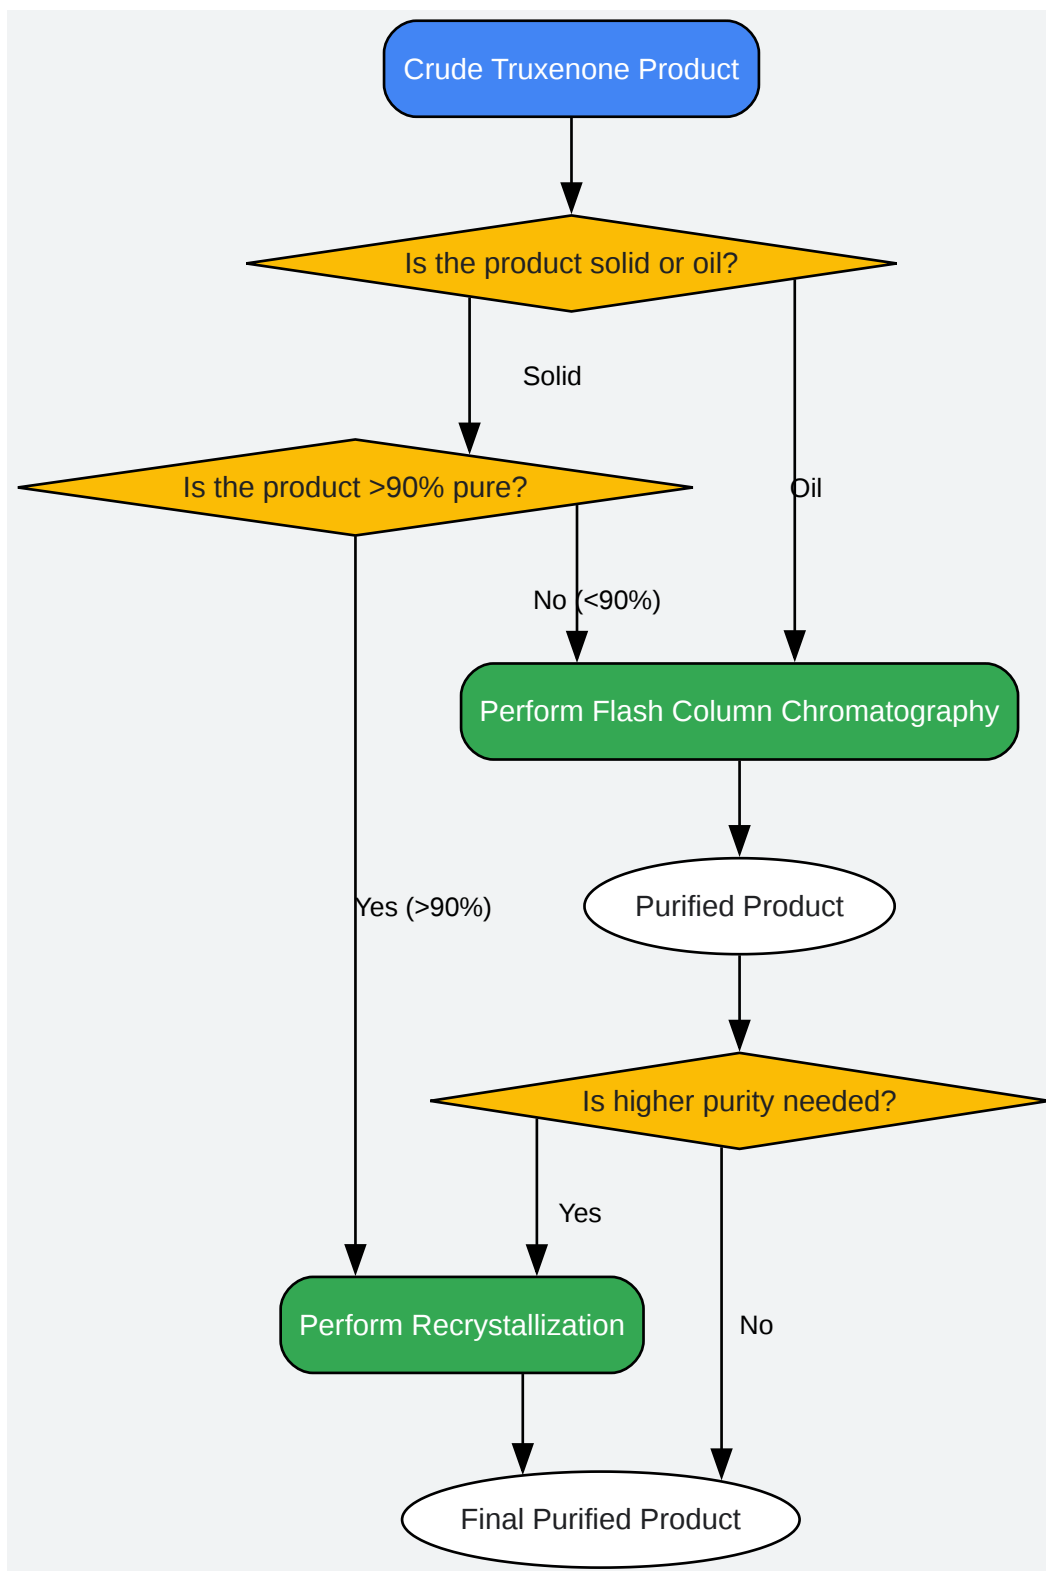 Crude Truxenone Product
Is the product solid or oil?
Solid
Is the product >90% pure?
Oil
No (<90%)
Perform Flash Column Chromatography
Yes (>90%)
Purified Product
Is higher purity needed?
Yes
Perform Recrystallization
No
Final Purified Product